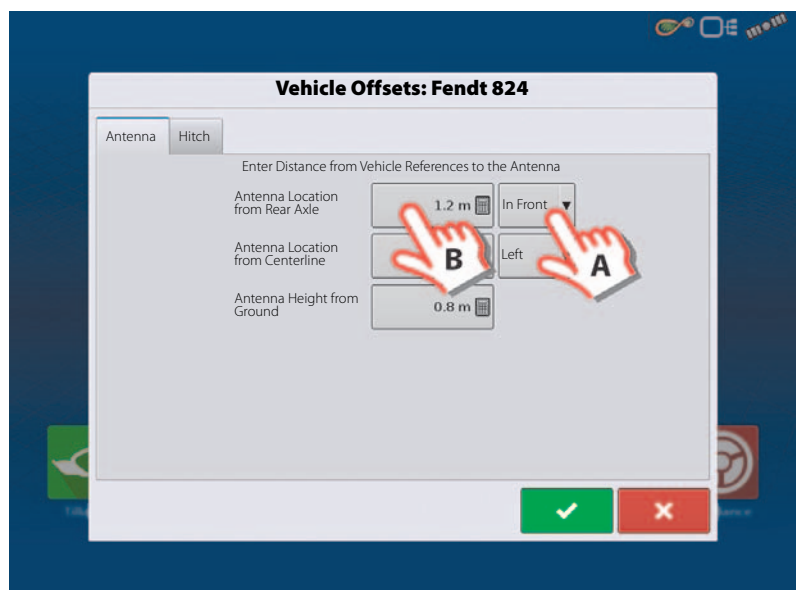 Vehicle Offsets: Fendt 824
Antenna Hitch
Enter Distance from Vehicle References to the Antenna
Antenna Location
from Rear Axle
1.2 m In Front
Antenna Location
from Centerline
Left
Antenna Height from
Ground
0.8 m
B
A